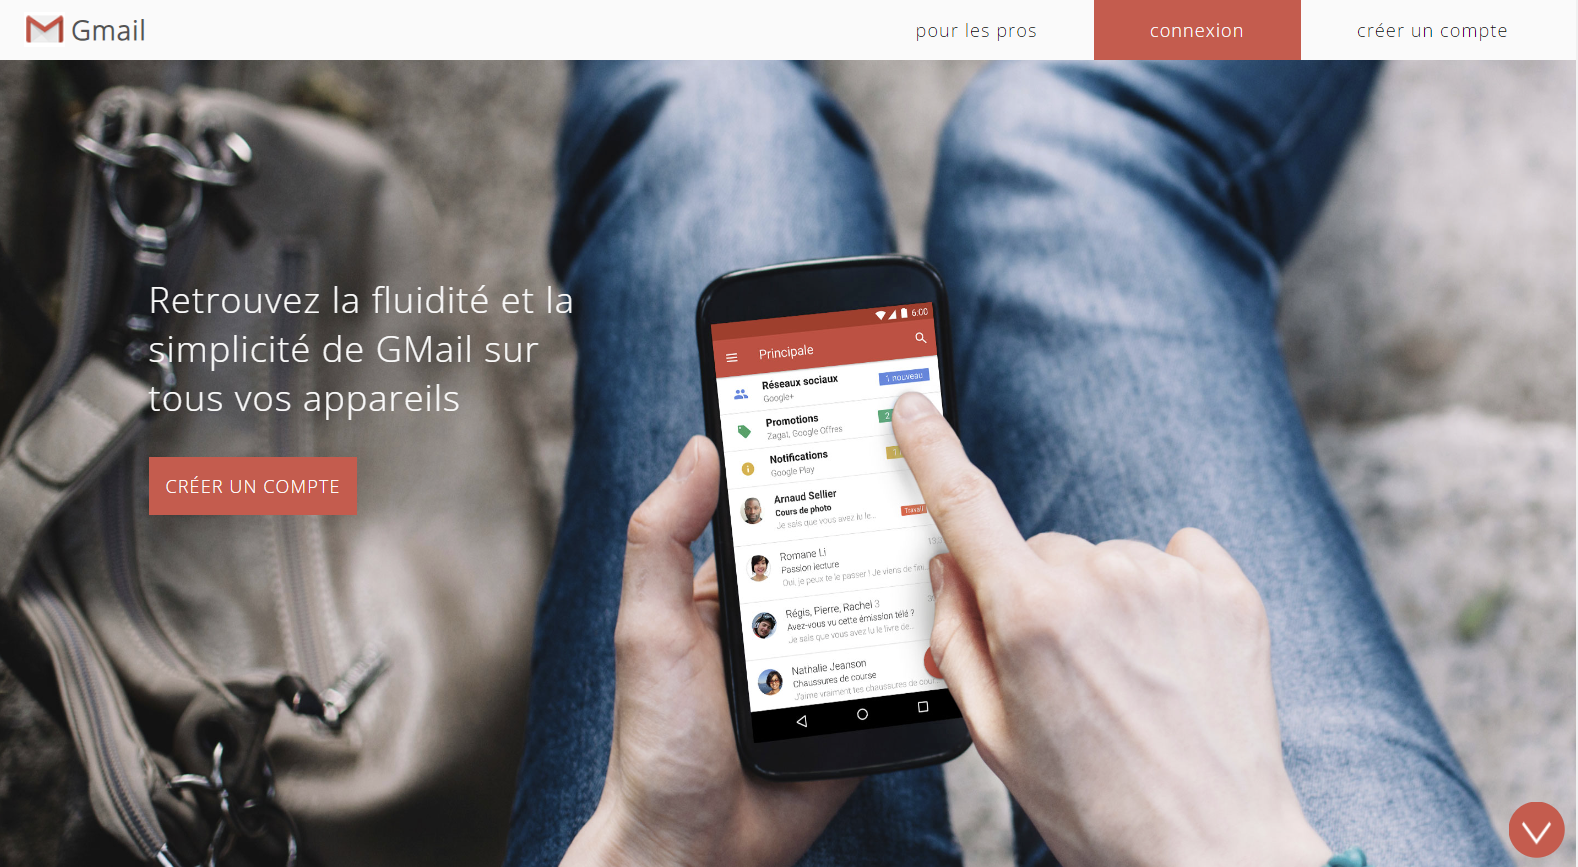 Gmail
pour les pros
connexion
créer un compte
Retrouvez la fluidité et la
simplicité de GMail sur
tous vos appareils
CRÉER UN COMPTE
6:00
Principale
Réseaux sociaux
1 nouveau
Google+
Promotions
2
Zagat, Google Offres
Notifications
1
Google Play
Arnaud Sellier
Cours de photo
Je sais que vous avez lu le...
Travail
Romane Li
Passion lecture
Oui, je peux te le passer ! Je viens de
Régis, Pierre, Rachel 3
Avez-vous vu cette émission télé ?
Je sais que vous avez lu le livre de...
Nathalie Jeanson
Chaussures de course
J'aime vraiment les chaussures de